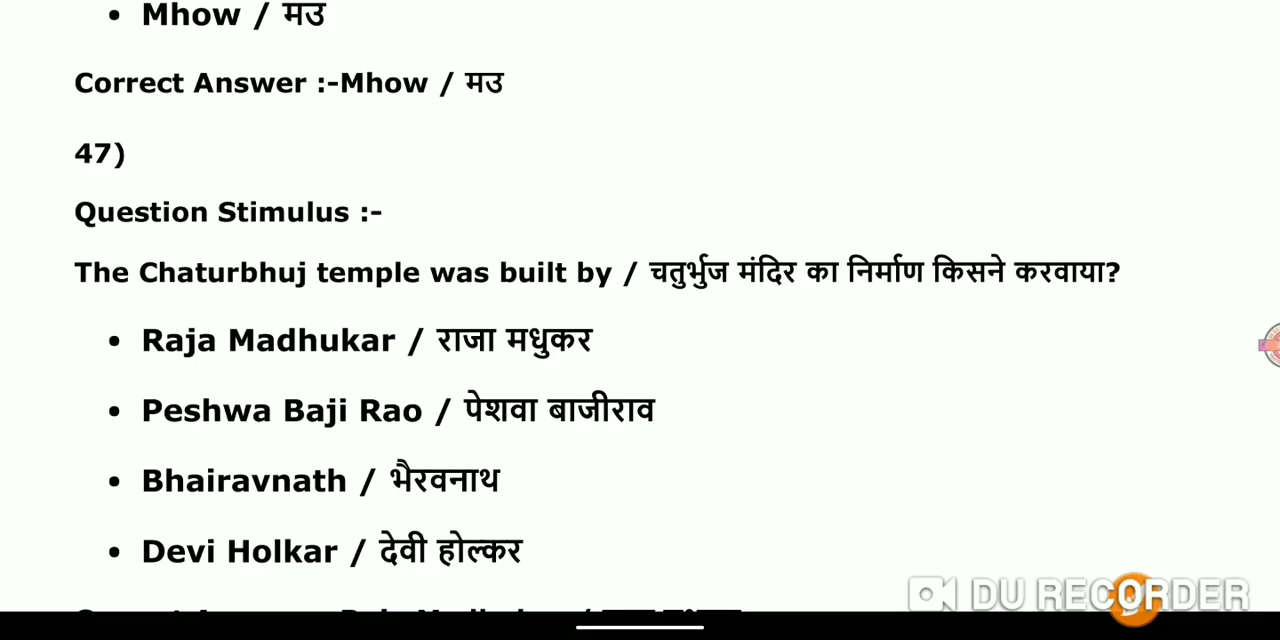 • Mhow / मउ
Correct Answer :-Mhow / मउ
47)
Question Stimulus :-
The Chaturbhuj temple was built by / चतुर्भुज मंदिर का निर्माण किसने करवाया?
• Raja Madhukar / राजा मधुकर
• Peshwa Baji Rao / पेशवा बाजीराव
• Bhairavnath / भैरवनाथ
• Devi Holkar / देवी होल्कर
DU RECORDER